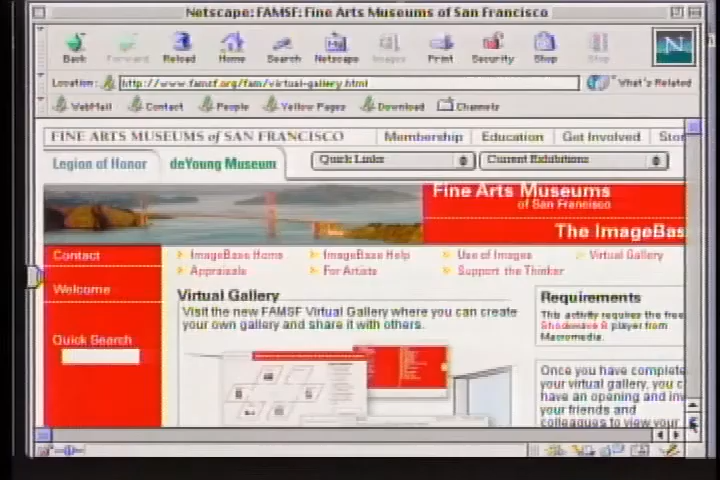 Netscape: FAMSF: Fine Arts Museums of San Francisco
Back Forward Reload Home Search Netscape Images Print Security Shop Stop
Location: http://www.famsf.org/fam/virtual-gallery.html What's Related
WebMail Contact People Yellow Pages Download Channels
FINE ARTS MUSEUMS of SAN FRANCISCO Membership Education Get Involved Stor
Legion of Honor deYoung Museum Quick Links Current Exhibitions
Fine Arts Museums
of San Francisco
The ImageBas
Contact
Welcome
Quick Search
ImageBase Home ImageBase Help Use of Images Virtual Gallery
Appraisals For Artists Support the Thinker
Virtual Gallery
Visit the new FAMSF Virtual Gallery where you can create
your own gallery and share it with others.
Requirements
This activity requires the free
Shockwave 8 player from
Macromedia.
Once you have complete
your virtual gallery, you c
have an opening and inv
your friends and
colleagues to view your